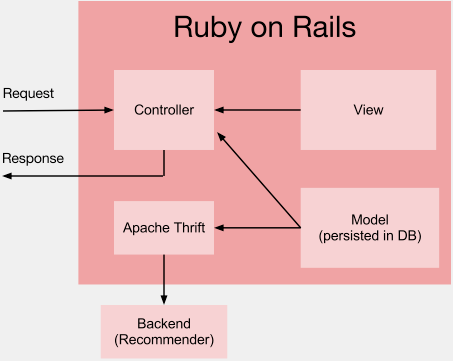 Ruby on Rails
Request
Controller
View
Response
Apache Thrift
Model
(persisted in DB)
Backend
(Recommender)